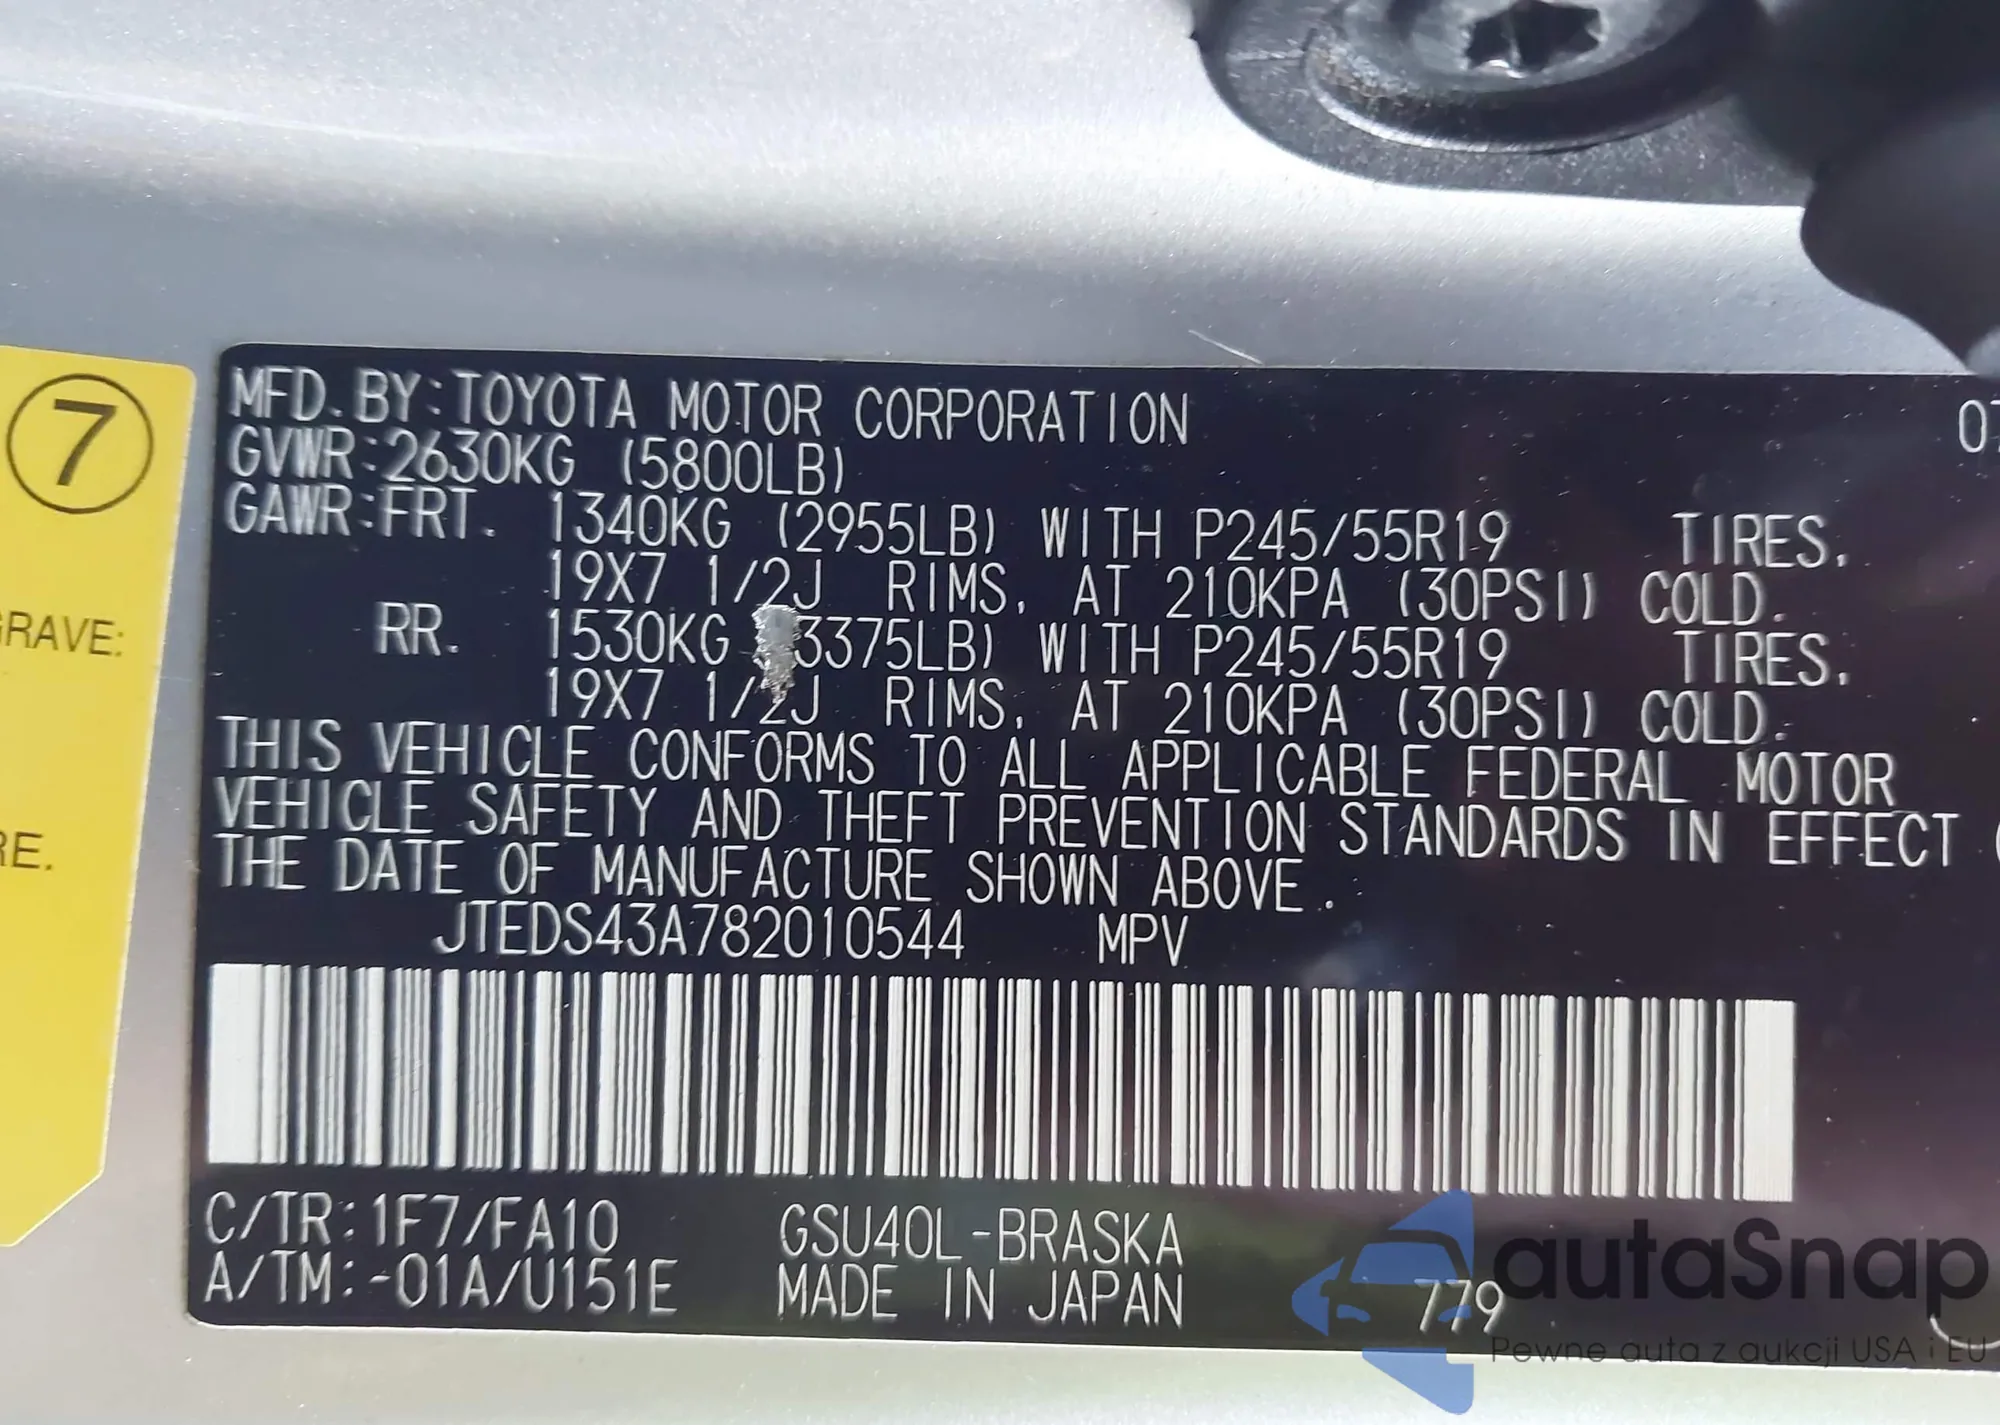 7
MFD. BY:TOYOTA MOTOR CORPORATION 07
GVWR:2630KG (5800LB)
GAWR:FRT. 1340KG (2955LB) WITH P245/55R19 TIRES,
19X7 1/2J RIMS, AT 210KPA (30PSI) COLD.
RR. 1530KG 3375LB) WITH P245/55R19 TIRES,
19X7 1/2J RIMS, AT 210KPA (30PSI) COLD.
THIS VEHICLE CONFORMS TO ALL APPLICABLE FEDERAL MOTOR
VEHICLE SAFETY AND THEFT PREVENTION STANDARDS IN EFFECT
THE DATE OF MANUFACTURE SHOWN ABOVE.
JTEDS43A782010544 MPV
C/TR:1F7/FA10 GSU40L-BRASKA
A/TM:-01A/U151E MADE IN JAPAN 779
GRAVE:
RE.
autaSnap
Pewne auta z aukcji USA i EU